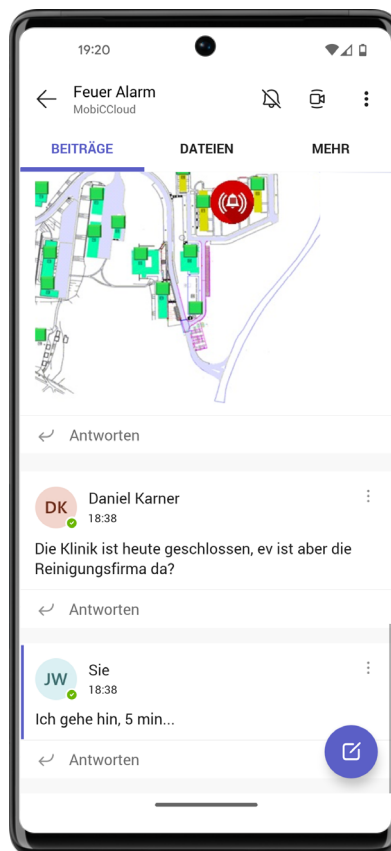 19:20
Feuer Alarm
MobiCCloud
BEITRÄGE DATEIEN MEHR
Antworten
DK
Daniel Karner
18:38
Die Klinik ist heute geschlossen, ev ist aber die
Reinigungsfirma da?
Antworten
JW
Sie
18:38
Ich gehe hin, 5 min...
Antworten